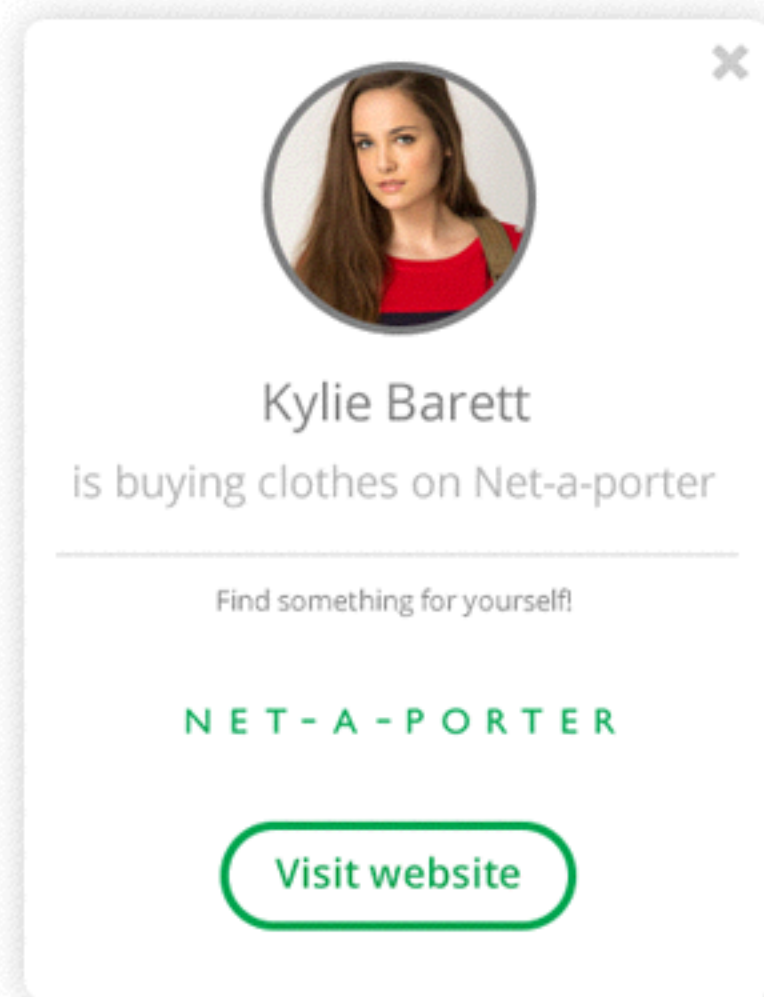 Kylie Barett
is buying clothes on Net-a-porter
Find something for yourself!
NET-A-PORTER
Visit website